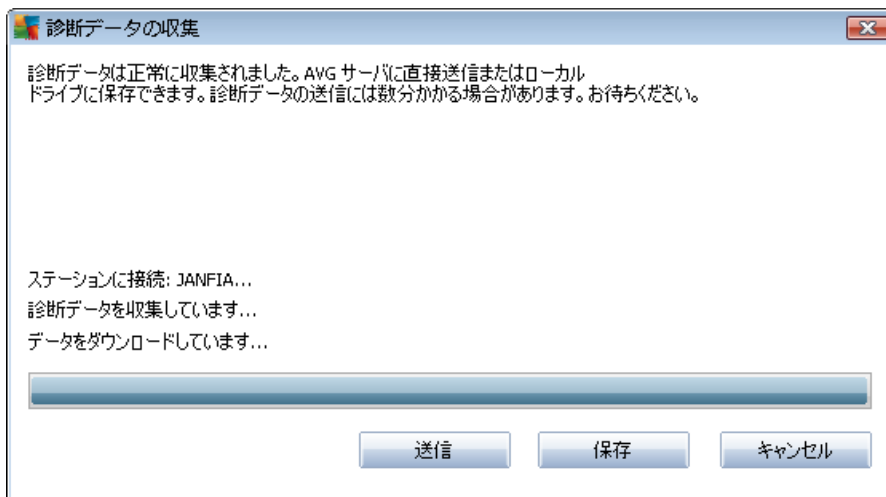 診断データの収集
診断データは正常に収集されました。AVG サーバに直接送信またはローカル
ドライブに保存できます。診断データの送信には数分かかる場合があります。お待ちください。
ステーションに接続: JANFIA...
診断データを収集しています...
データをダウンロードしています...
送信 保存 キャンセル